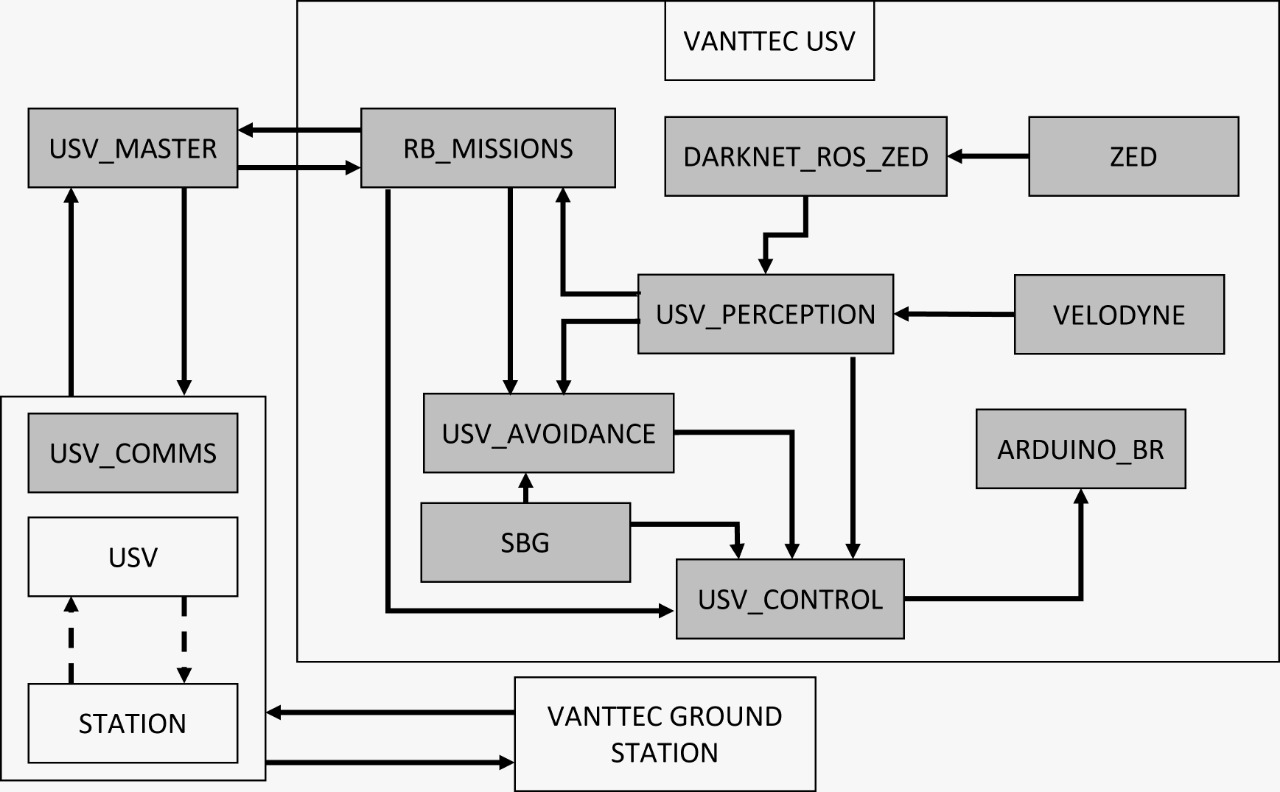 VANTTEC USV
USV_MASTER
RB_MISSIONS
DARKNET_ROS_ZED
ZED
USV_PERCEPTION
VELODYNE
USV_AVOIDANCE
ARDUINO_BR
USV_COMMS
SBG
USV
USV_CONTROL
STATION
VANTTEC GROUND
STATION